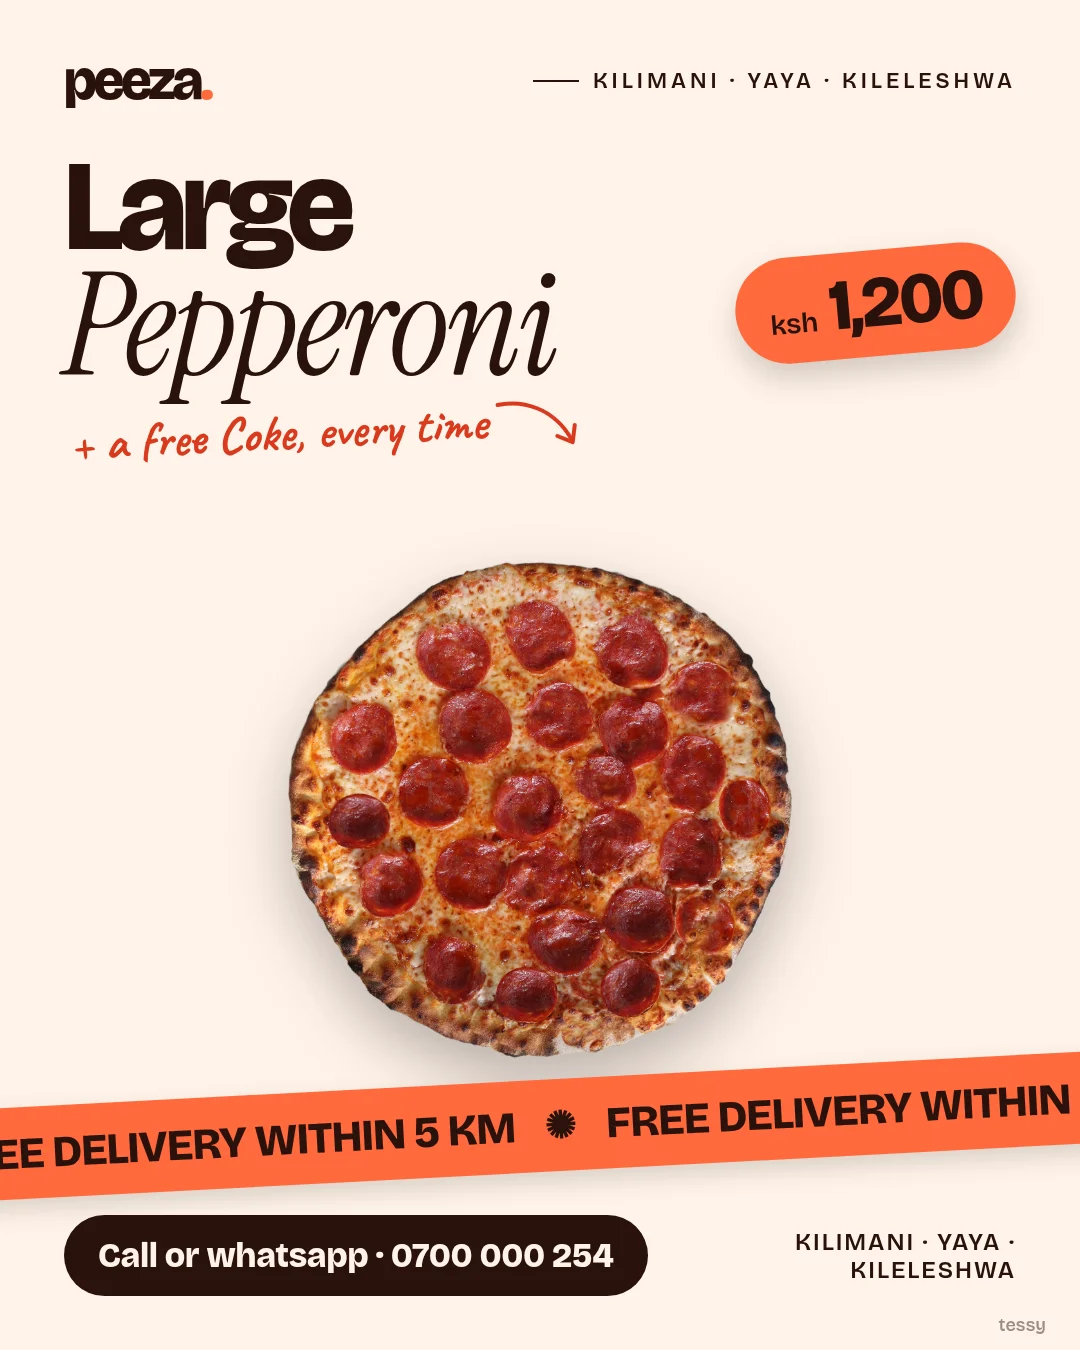 peeza.
KILIMANI · YAYA · KILELESHWA
Large
Pepperoni
ksh 1,200
+ a free Coke, every time
EE DELIVERY WITHIN 5 KM ✺ FREE DELIVERY WITHIN
Call or whatsapp · 0700 000 254
KILIMANI · YAYA ·
KILELESHWA
tessy